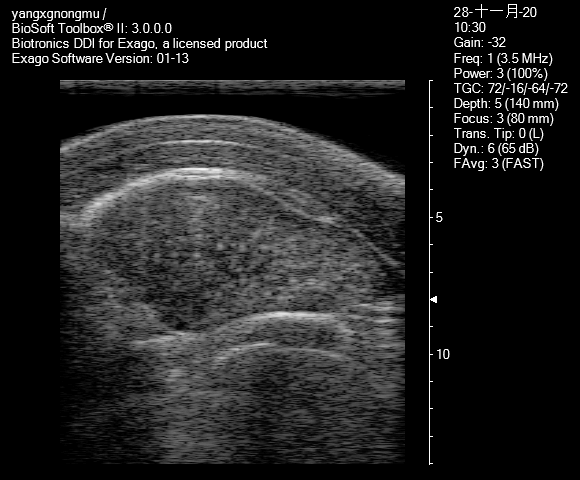 yangxgnongmu /
BioSoft Toolbox® II: 3.0.0.0
Biotronics DDI for Exago, a licensed product
Exago Software Version: 01-13
28-十一月-20
10:30
Gain: -32
Freq: 1 (3.5 MHz)
Power: 3 (100%)
TGC: 72/-16/-64/-72
Depth: 5 (140 mm)
Focus: 3 (80 mm)
Trans. Tip: 0 (L)
Dyn.: 6 (65 dB)
FAvg: 3 (FAST)
5
10